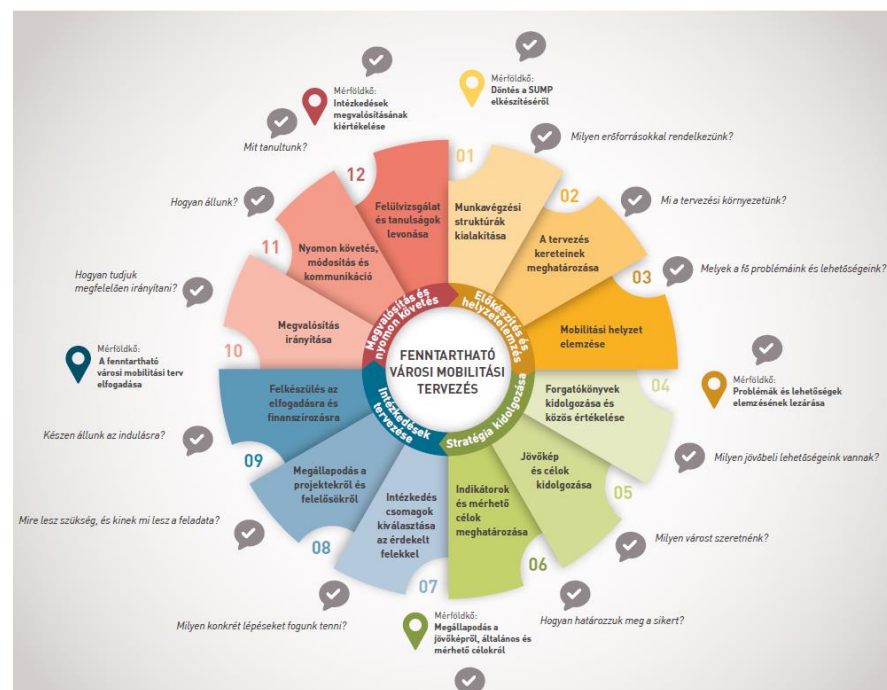 FENNTARTHATÓ
VÁROSI MOBILITÁSI
TERVEZÉS
Előkészítés és
helyzetelemzés
Stratégia kidolgozása
Intézkedések
tervezése
Megvalósítás és
nyomon követés
Mérföldkő:
Döntés a SUMP
elkészítéséről
01
Munkavégzési
struktúrák
kialakítása
Milyen erőforrásokkal rendelkezünk?
02
A tervezés
kereteinek
meghatározása
Mi a tervezési környezetünk?
03
Mobilitási helyzet
elemzése
Melyek a fő problémáink és lehetőségeink?
Mérföldkő:
Problémák és lehetőségek
elemzésének lezárása
04
Forgatókönyvek
kidolgozása és
közös értékelése
Milyen jövőbeli lehetőségeink vannak?
05
Jövőkép
és célok
kidolgozása
Milyen várost szeretnénk?
06
Indikátorok
és mérhető
célok
meghatározása
Hogyan határozzuk meg a sikert?
Mérföldkő:
Megállapodás a
jövőképről, általános és
mérhető célokról
07
Intézkedés
csomagok
kiválasztása
az érdekelt
felekkel
Milyen konkrét lépéseket fogunk tenni?
08
Megállapodás a
projektekről és
felelősökről
Mire lesz szükség, és kinek mi lesz a feladata?
09
Felkészülés az
elfogadásra és
finanszírozásra
Készen állunk az indulásra?
Mérföldkő:
A fenntartható
városi mobilitási terv
elfogadása
10
Megvalósítás
irányítása
Hogyan tudjuk
megfelelően irányítani?
11
Nyomon követés,
módosítás és
kommunikáció
Hogyan állunk?
12
Felülvizsgálat
és tanulságok
levonása
Mit tanultunk?
Mérföldkő:
Intézkedések
megvalósításának
kiértékelése